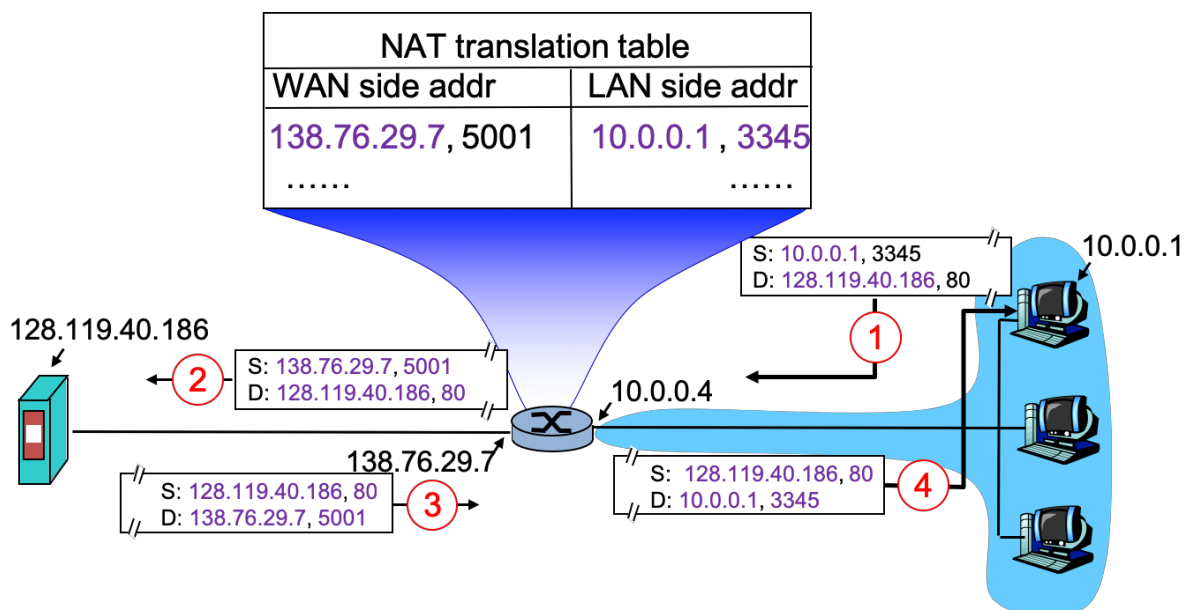 NAT translation table
WAN side addr LAN side addr
138.76.29.7, 5001 10.0.0.1 , 3345
...... ......
S: 10.0.0.1, 3345
D: 128.119.40.186, 80
10.0.0.1
1
128.119.40.186
2
S: 138.76.29.7, 5001
D: 128.119.40.186, 80
10.0.0.4
138.76.29.7
S: 128.119.40.186, 80
D: 138.76.29.7, 5001
3
S: 128.119.40.186, 80
D: 10.0.0.1, 3345
4